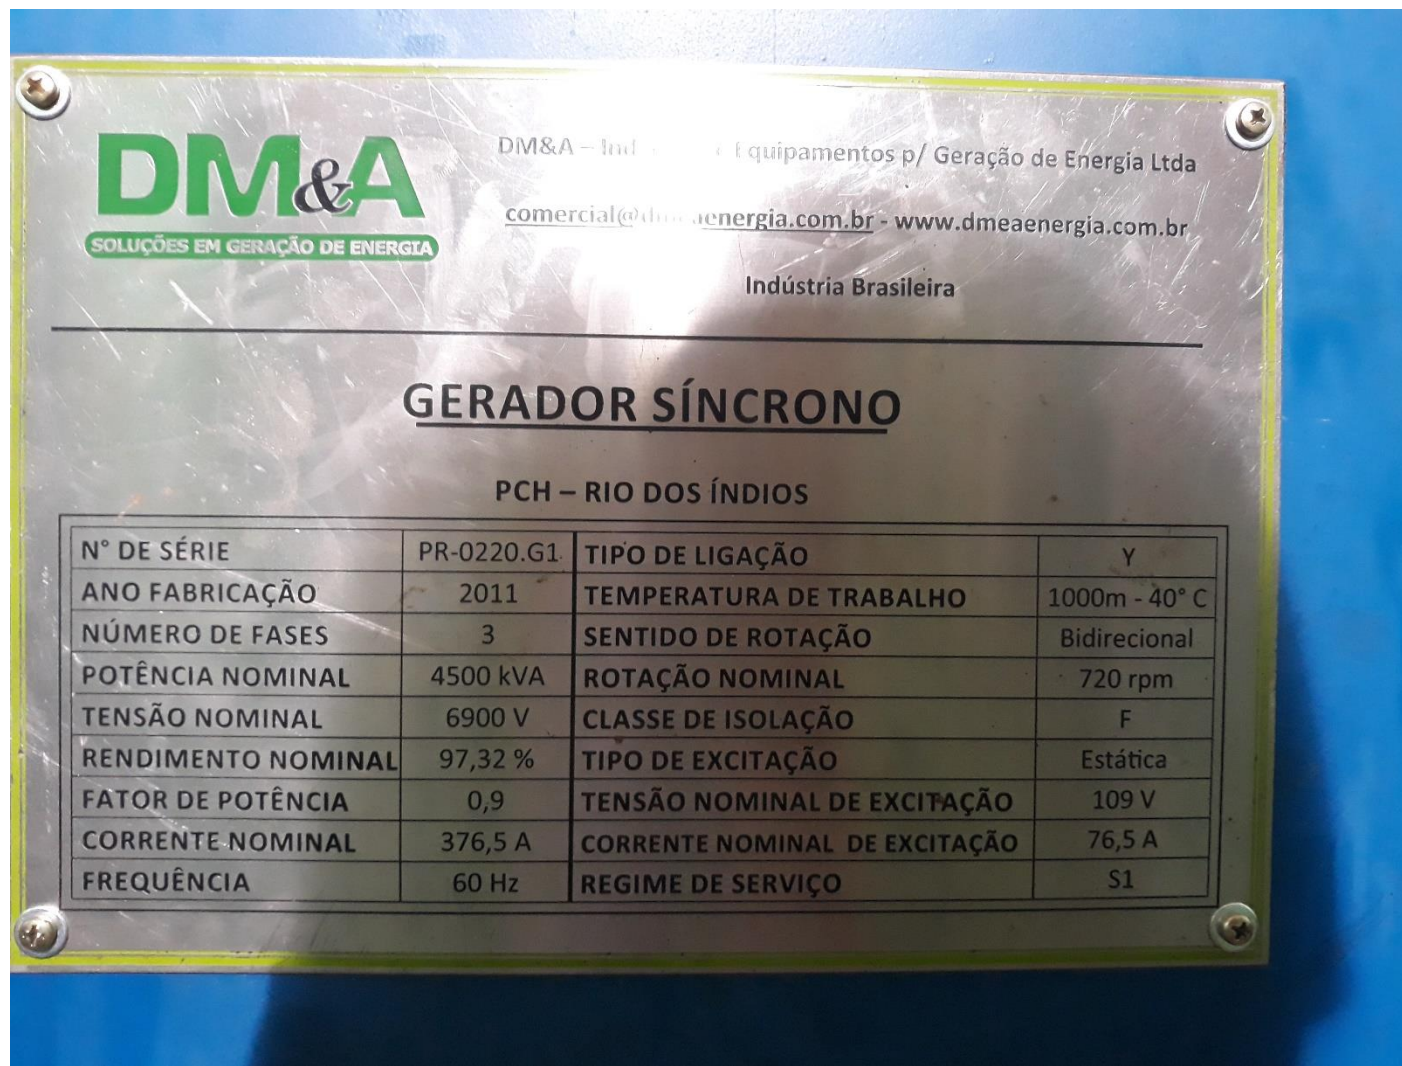 DM&A
SOLUÇÕES EM GERAÇÃO DE ENERGIA
DM&A – Equipamentos p/ Geração de Energia Ltda
- www.dmeaenergia.com.br
Indústria Brasileira
GERADOR SÍNCRONO
PCH – RIO DOS ÍNDIOS
N° DE SÉRIE PR-0220.G1 TIPO DE LIGAÇÃO Y
ANO FABRICAÇÃO 2011 TEMPERATURA DE TRABALHO 1000m - 40° C
NÚMERO DE FASES 3 SENTIDO DE ROTAÇÃO Bidirecional
POTÊNCIA NOMINAL 4500 kVA ROTAÇÃO NOMINAL 720 rpm
TENSÃO NOMINAL 6900 V CLASSE DE ISOLAÇÃO F
RENDIMENTO NOMINAL 97,32 % TIPO DE EXCITAÇÃO Estática
FATOR DE POTÊNCIA 0,9 TENSÃO NOMINAL DE EXCITAÇÃO 109 V
CORRENTE NOMINAL 376,5 A CORRENTE NOMINAL DE EXCITAÇÃO 76,5 A
FREQUÊNCIA 60 Hz REGIME DE SERVIÇO S1